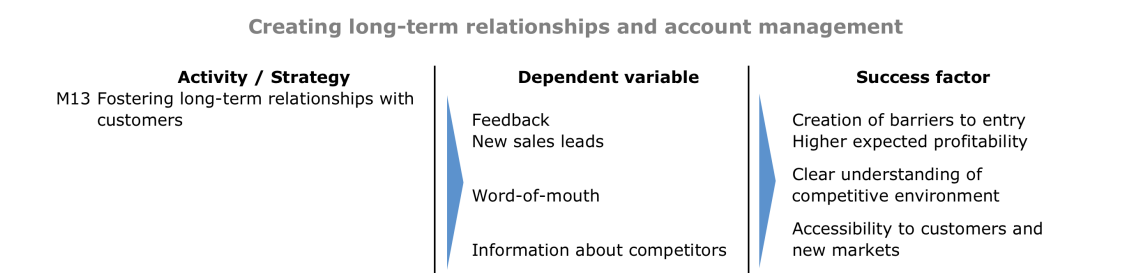 Creating long-term relationships and account management
Activity / Strategy
M13 Fostering long-term relationships with
customers
Dependent variable
Feedback
New sales leads
Word-of-mouth
Information about competitors
Success factor
Creation of barriers to entry
Higher expected profitability
Clear understanding of
competitive environment
Accessibility to customers and
new markets